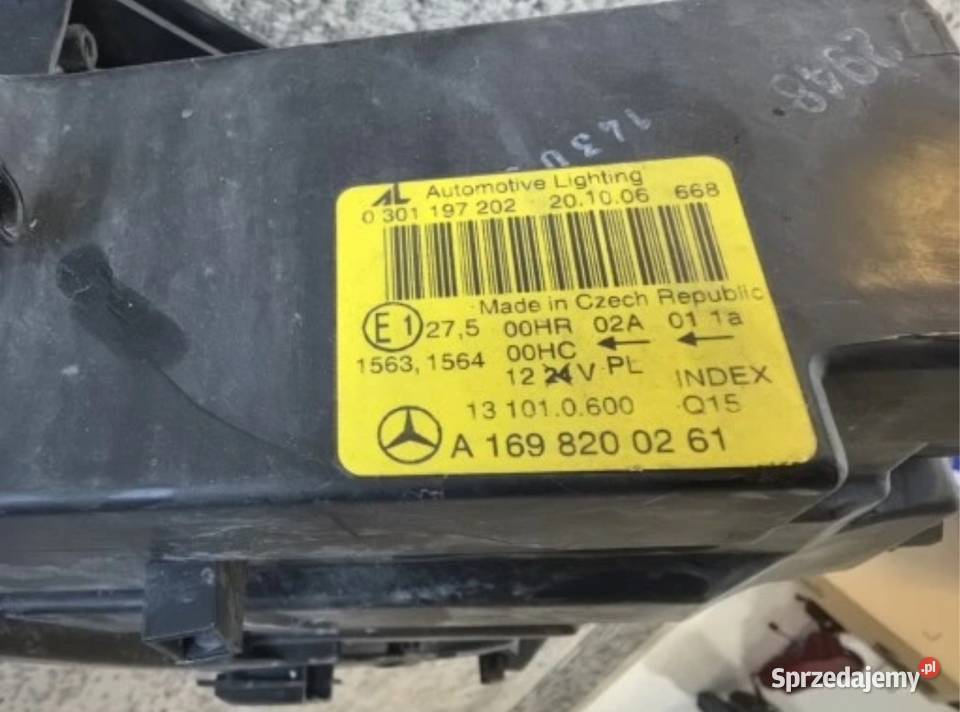 2948
143 U
AL Automotive Lighting
0 301 197 202 20.10.06 668
Made in Czech Republic
E1 27,5 00HR 02A 01 1a
1563, 1564 00HC ← ←
12 24 V PL INDEX
13 101.0.600 Q15
A 169 820 02 61
Sprzedajemy.pl